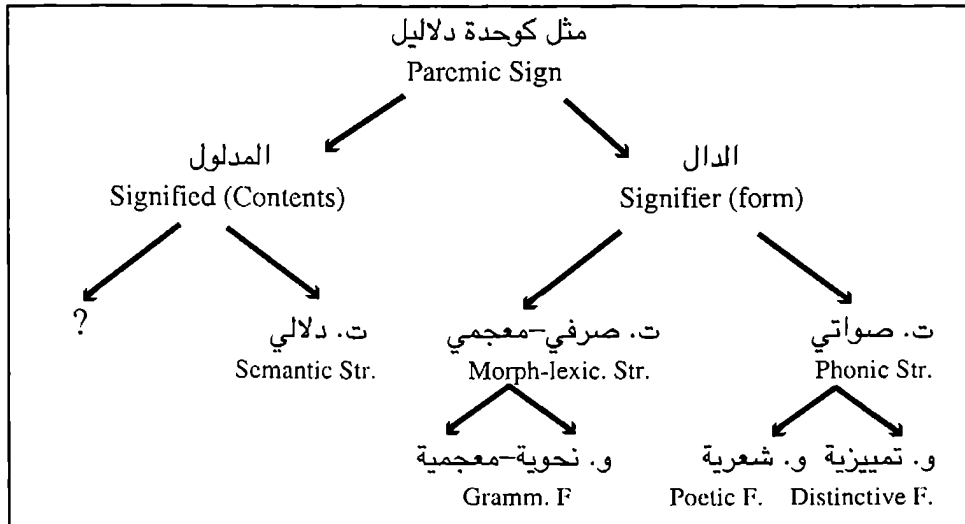 مثل كوحدة دلاليل
Paremic Sign
الدال
Signifier (form)
المدلول
Signified (Contents)
ت. صواتي
Phonic Str.
ت. صرفي-معجمي
Morph-lexic. Str.
ت. دلالي
Semantic Str.
?
و. تمييزية
Distinctive F.
و. شعرية
Poetic F.
و. نحوية-معجمية
Gramm. F